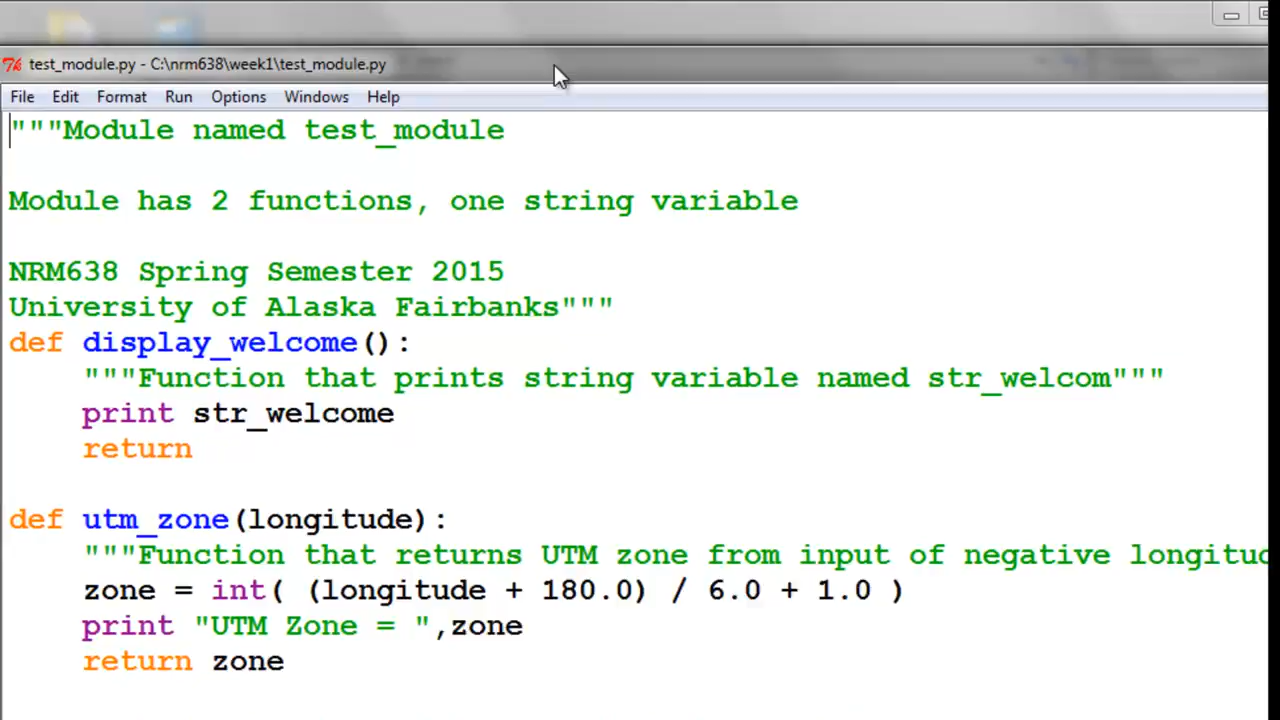 test_module.py - C:\nrm638\week1\test_module.py
File Edit Format Run Options Windows Help
"""Module named test_module
Module has 2 functions, one string variable
NRM638 Spring Semester 2015
University of Alaska Fairbanks"""
def display_welcome():
    """Function that prints string variable named str_welcom"""
    print str_welcome
    return
def utm_zone(longitude):
    """Function that returns UTM zone from input of negative
    zone = int( (longitude + 180.0) / 6.0 + 1.0 )
    print "UTM Zone = ",zone
    return zone